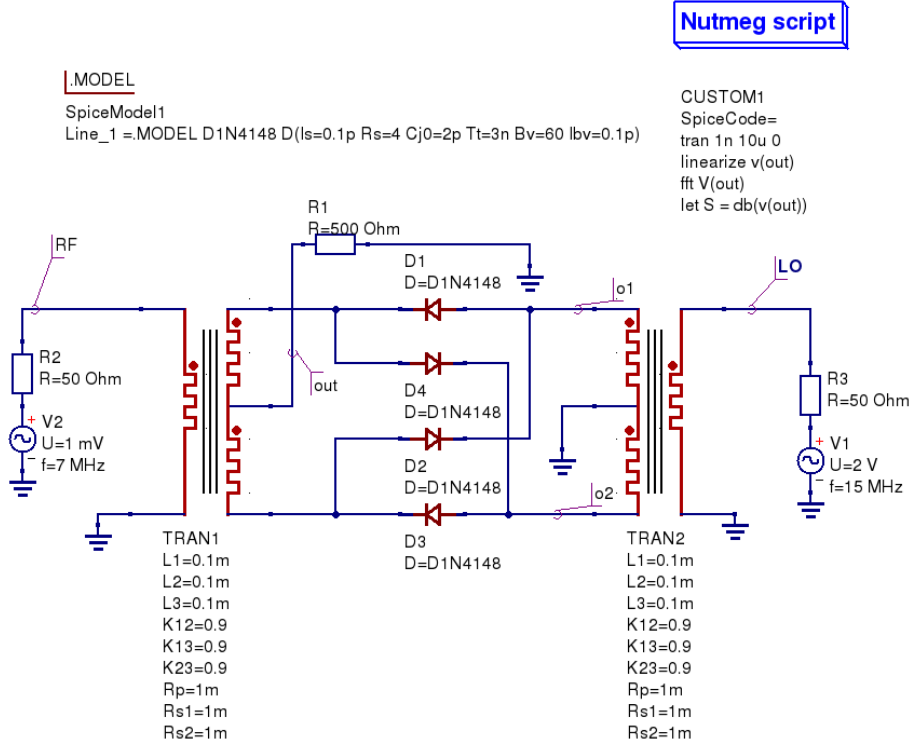 Nutmeg script
.MODEL
SpiceModel1
Line_1 =.MODEL D1N4148 D(Is=0.1p Rs=4 Cj0=2p Tt=3n Bv=60 Ibv=0.1p)
CUSTOM1
SpiceCode=
tran 1n 10u 0
linearize v(out)
fft V(out)
let S = db(v(out))
R1
R=500 Ohm
RF
D1
D=D1N4148
o1
LO
R2
R=50 Ohm
out
D4
D=D1N4148
R3
R=50 Ohm
V2
U=1 mV
f=7 MHz
D2
D=D1N4148
V1
U=2 V
f=15 MHz
o2
D3
D=D1N4148
TRAN1
L1=0.1m
L2=0.1m
L3=0.1m
K12=0.9
K13=0.9
K23=0.9
Rp=1m
Rs1=1m
Rs2=1m
TRAN2
L1=0.1m
L2=0.1m
L3=0.1m
K12=0.9
K13=0.9
K23=0.9
Rp=1m
Rs1=1m
Rs2=1m